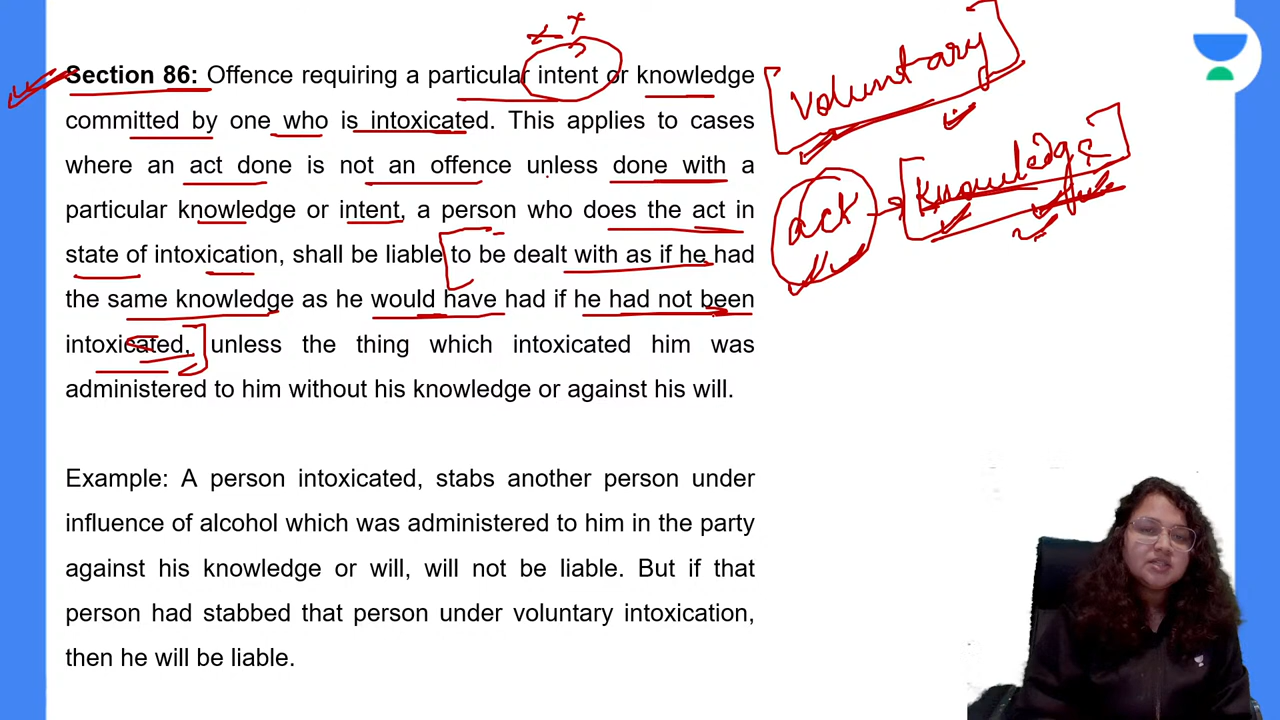 Section 86: Offence requiring a particular intent or knowledge
committed by one who is intoxicated. This applies to cases
where an act done is not an offence unless done with a
particular knowledge or intent, a person who does the act in
state of intoxication, shall be liable to be dealt with as if he had
the same knowledge as he would have had if he had not been
intoxicated, unless the thing which intoxicated him was
administered to him without his knowledge or against his will.
Example: A person intoxicated, stabs another person under
influence of alcohol which was administered to him in the party
against his knowledge or will, will not be liable. But if that
person had stabbed that person under voluntary intoxication,
then he will be liable.
[Voluntary]
act → [Knowledge]